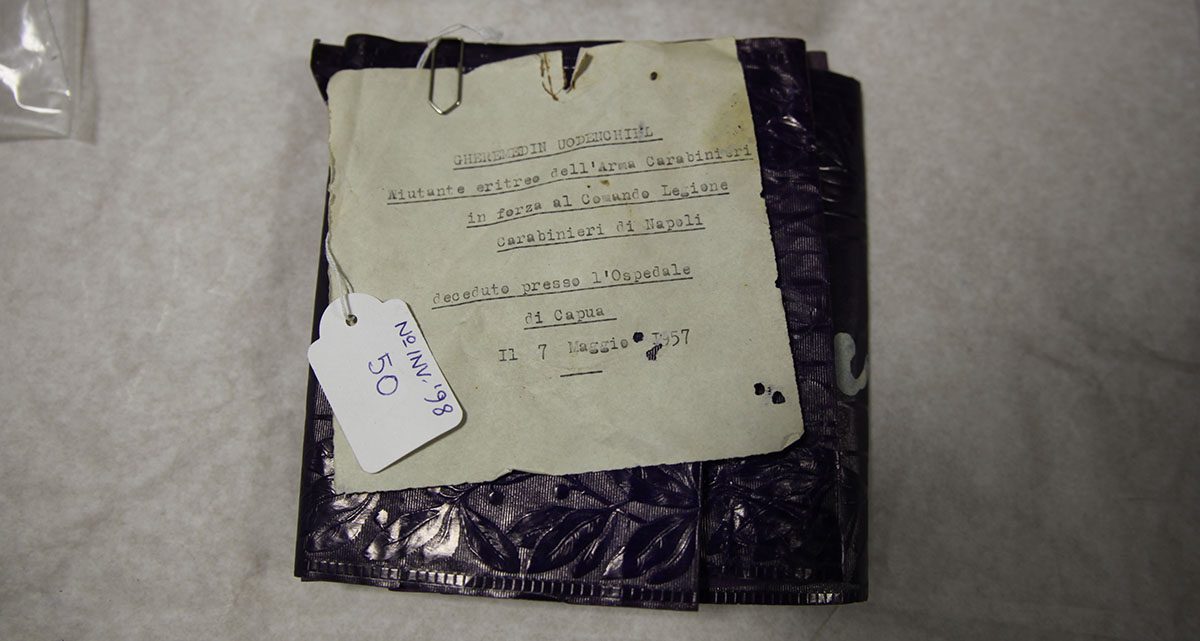 GHEREMEDIN UODENCHIEL
Aiutante eritreo dell'Arma Carabinieri
in forza al Comando Legione
Carabinieri di Napoli
deceduto presso l'Ospedale
di Capua
Il 7 Maggio 1957
No INV. '98
50